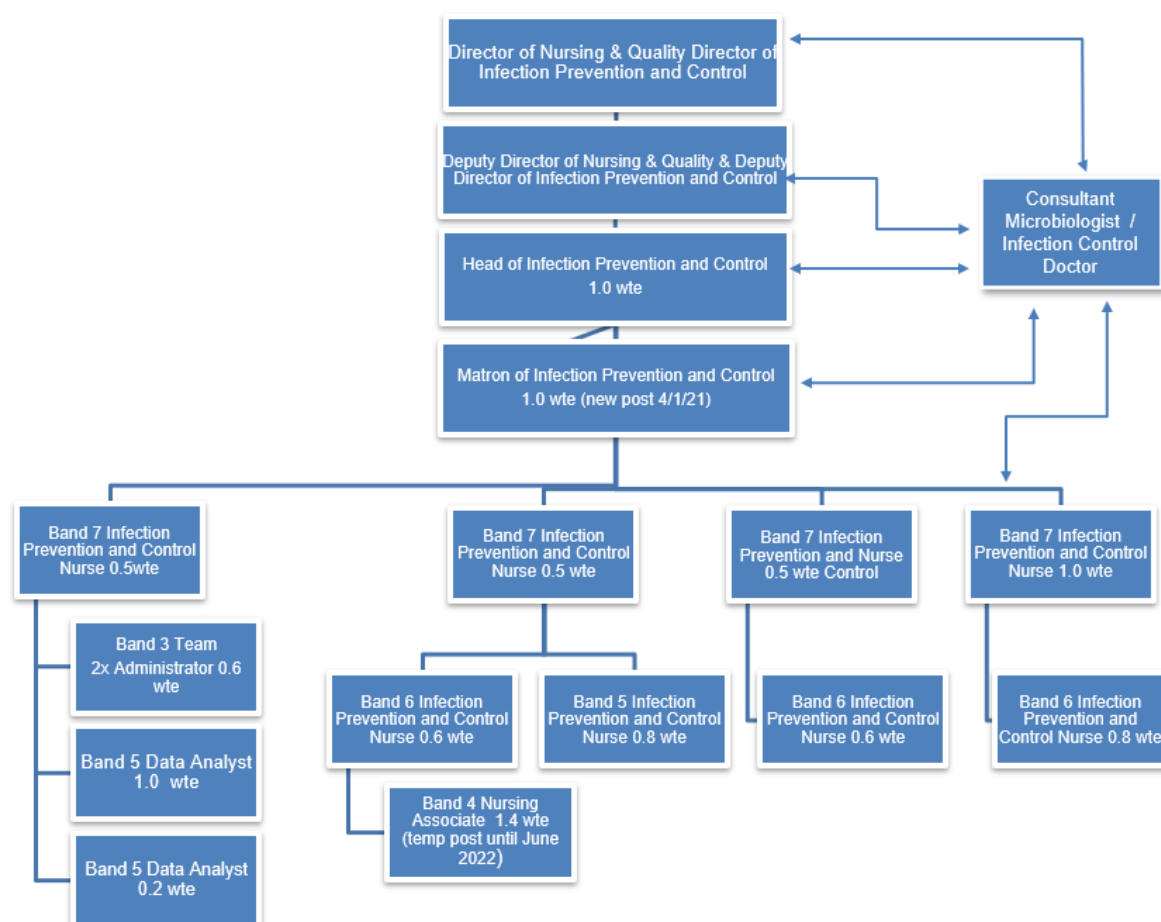 Director of Nursing & Quality Director of
Infection Prevention and Control
Deputy Director of Nursing & Quality & Deputy
Director of Infection Prevention and Control
Consultant
Microbiologist /
Infection Control
Doctor
Head of Infection Prevention and Control
1.0 wte
Matron of Infection Prevention and Control
1.0 wte (new post 4/1/21)
Band 7 Infection
Prevention and Control
Nurse 0.5wte
Band 7 Infection
Prevention and Control
Nurse 0.5 wte
Band 7 Infection
Prevention and Nurse
0.5 wte Control
Band 7 Infection
Prevention and Control
Nurse 1.0 wte
Band 3 Team
2x Administrator 0.6
wte
Band 5 Data Analyst
1.0 wte
Band 5 Data Analyst
0.2 wte
Band 6 Infection
Prevention and Control
Nurse 0.6 wte
Band 5 Infection
Prevention and Control
Nurse 0.8 wte
Band 6 Infection
Prevention and Control
Nurse 0.6 wte
Band 6 Infection
Prevention and
Control Nurse 0.8 wte
Band 4 Nursing
Associate 1.4 wte
(temp post until June
2022)